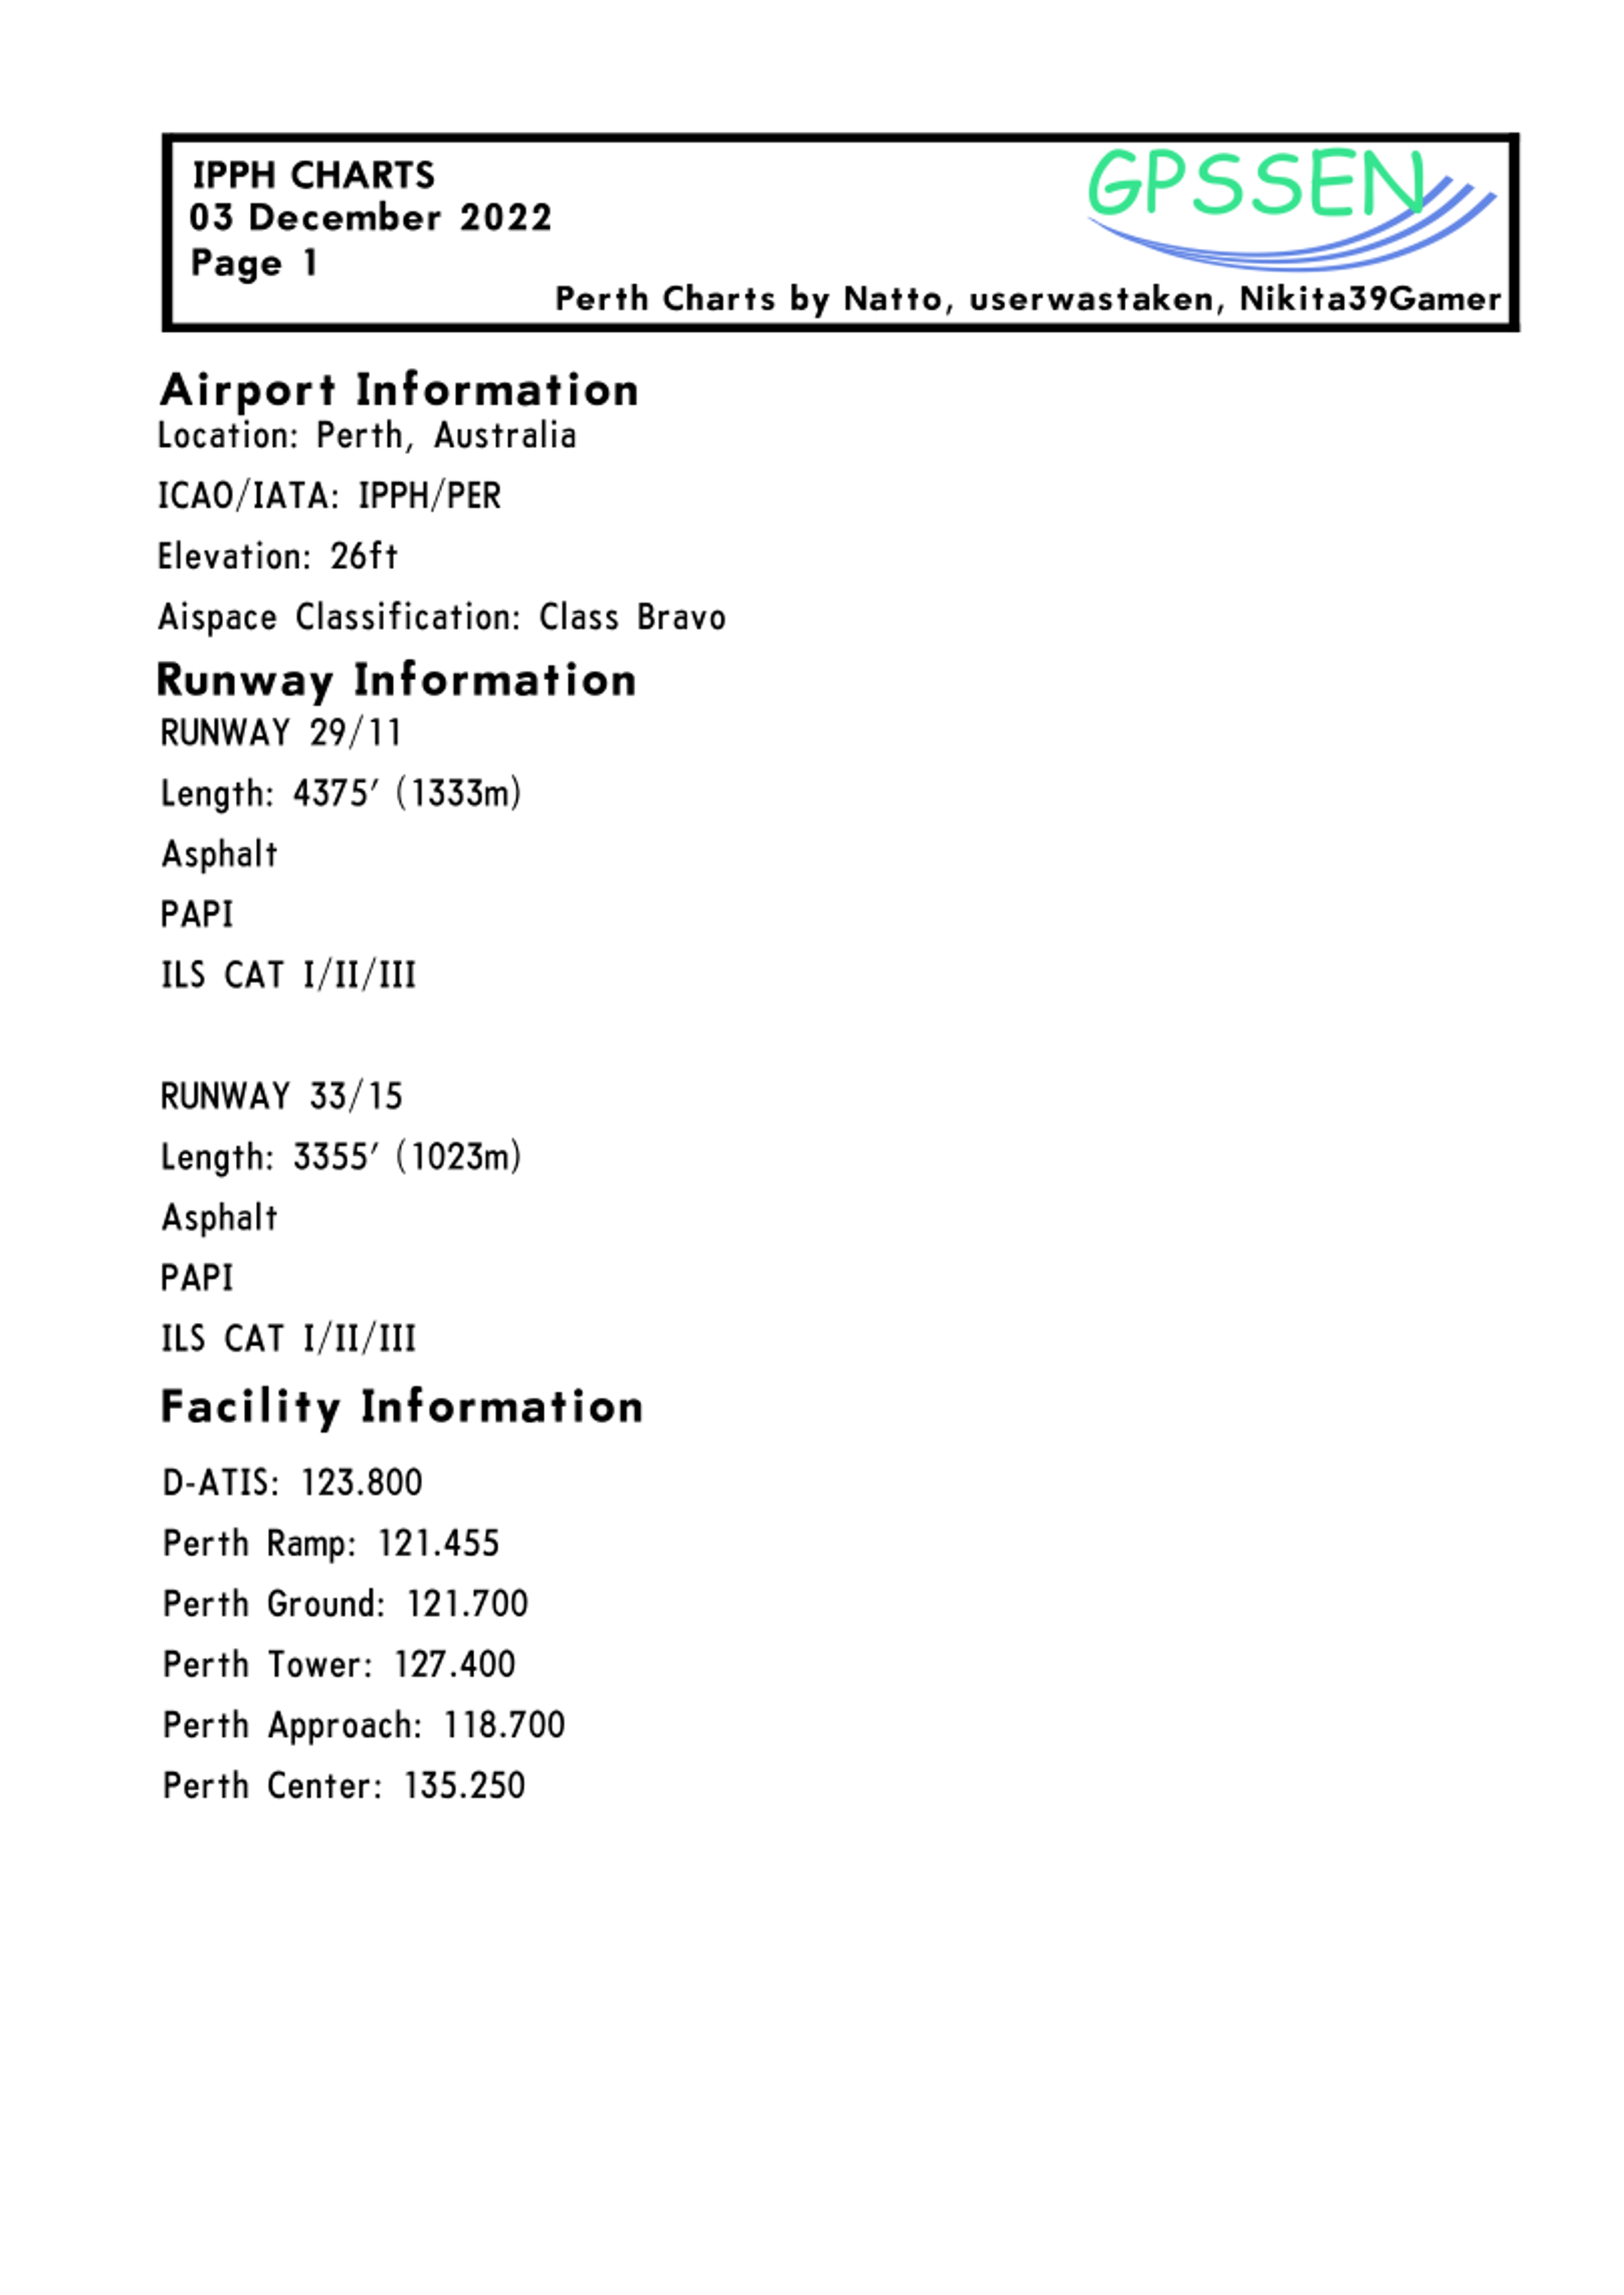 IPPH CHARTS
03 December 2022
Page 1
GPSSEN
Perth Charts by Natto, userwastaken, Nikita39Gamer
Airport Information
Location: Perth, Australia
ICAO/IATA: IPPH/PER
Elevation: 26ft
Aispace Classification: Class Bravo
Runway Information
RUNWAY 29/11
Length: 4375' (1333m)
Asphalt
PAPI
ILS CAT I/II/III
RUNWAY 33/15
Length: 3355' (1023m)
Asphalt
PAPI
ILS CAT I/II/III
Facility Information
D-ATIS: 123.800
Perth Ramp: 121.455
Perth Ground: 121.700
Perth Tower: 127.400
Perth Approach: 118.700
Perth Center: 135.250